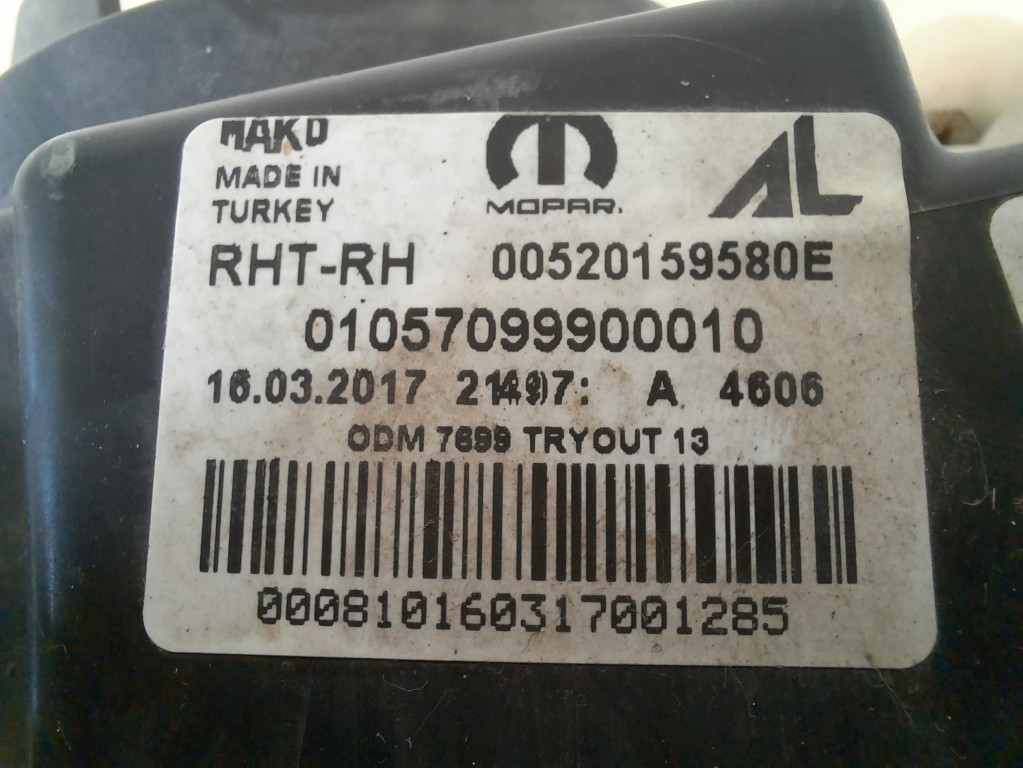 MAKO
MADE IN
TURKEY
MOPAR.
AL
RHT-RH 00520159580E
01057099900010
16.03.2017 A 4606
ODM 7699 TRYOUT 13
000810160317001285